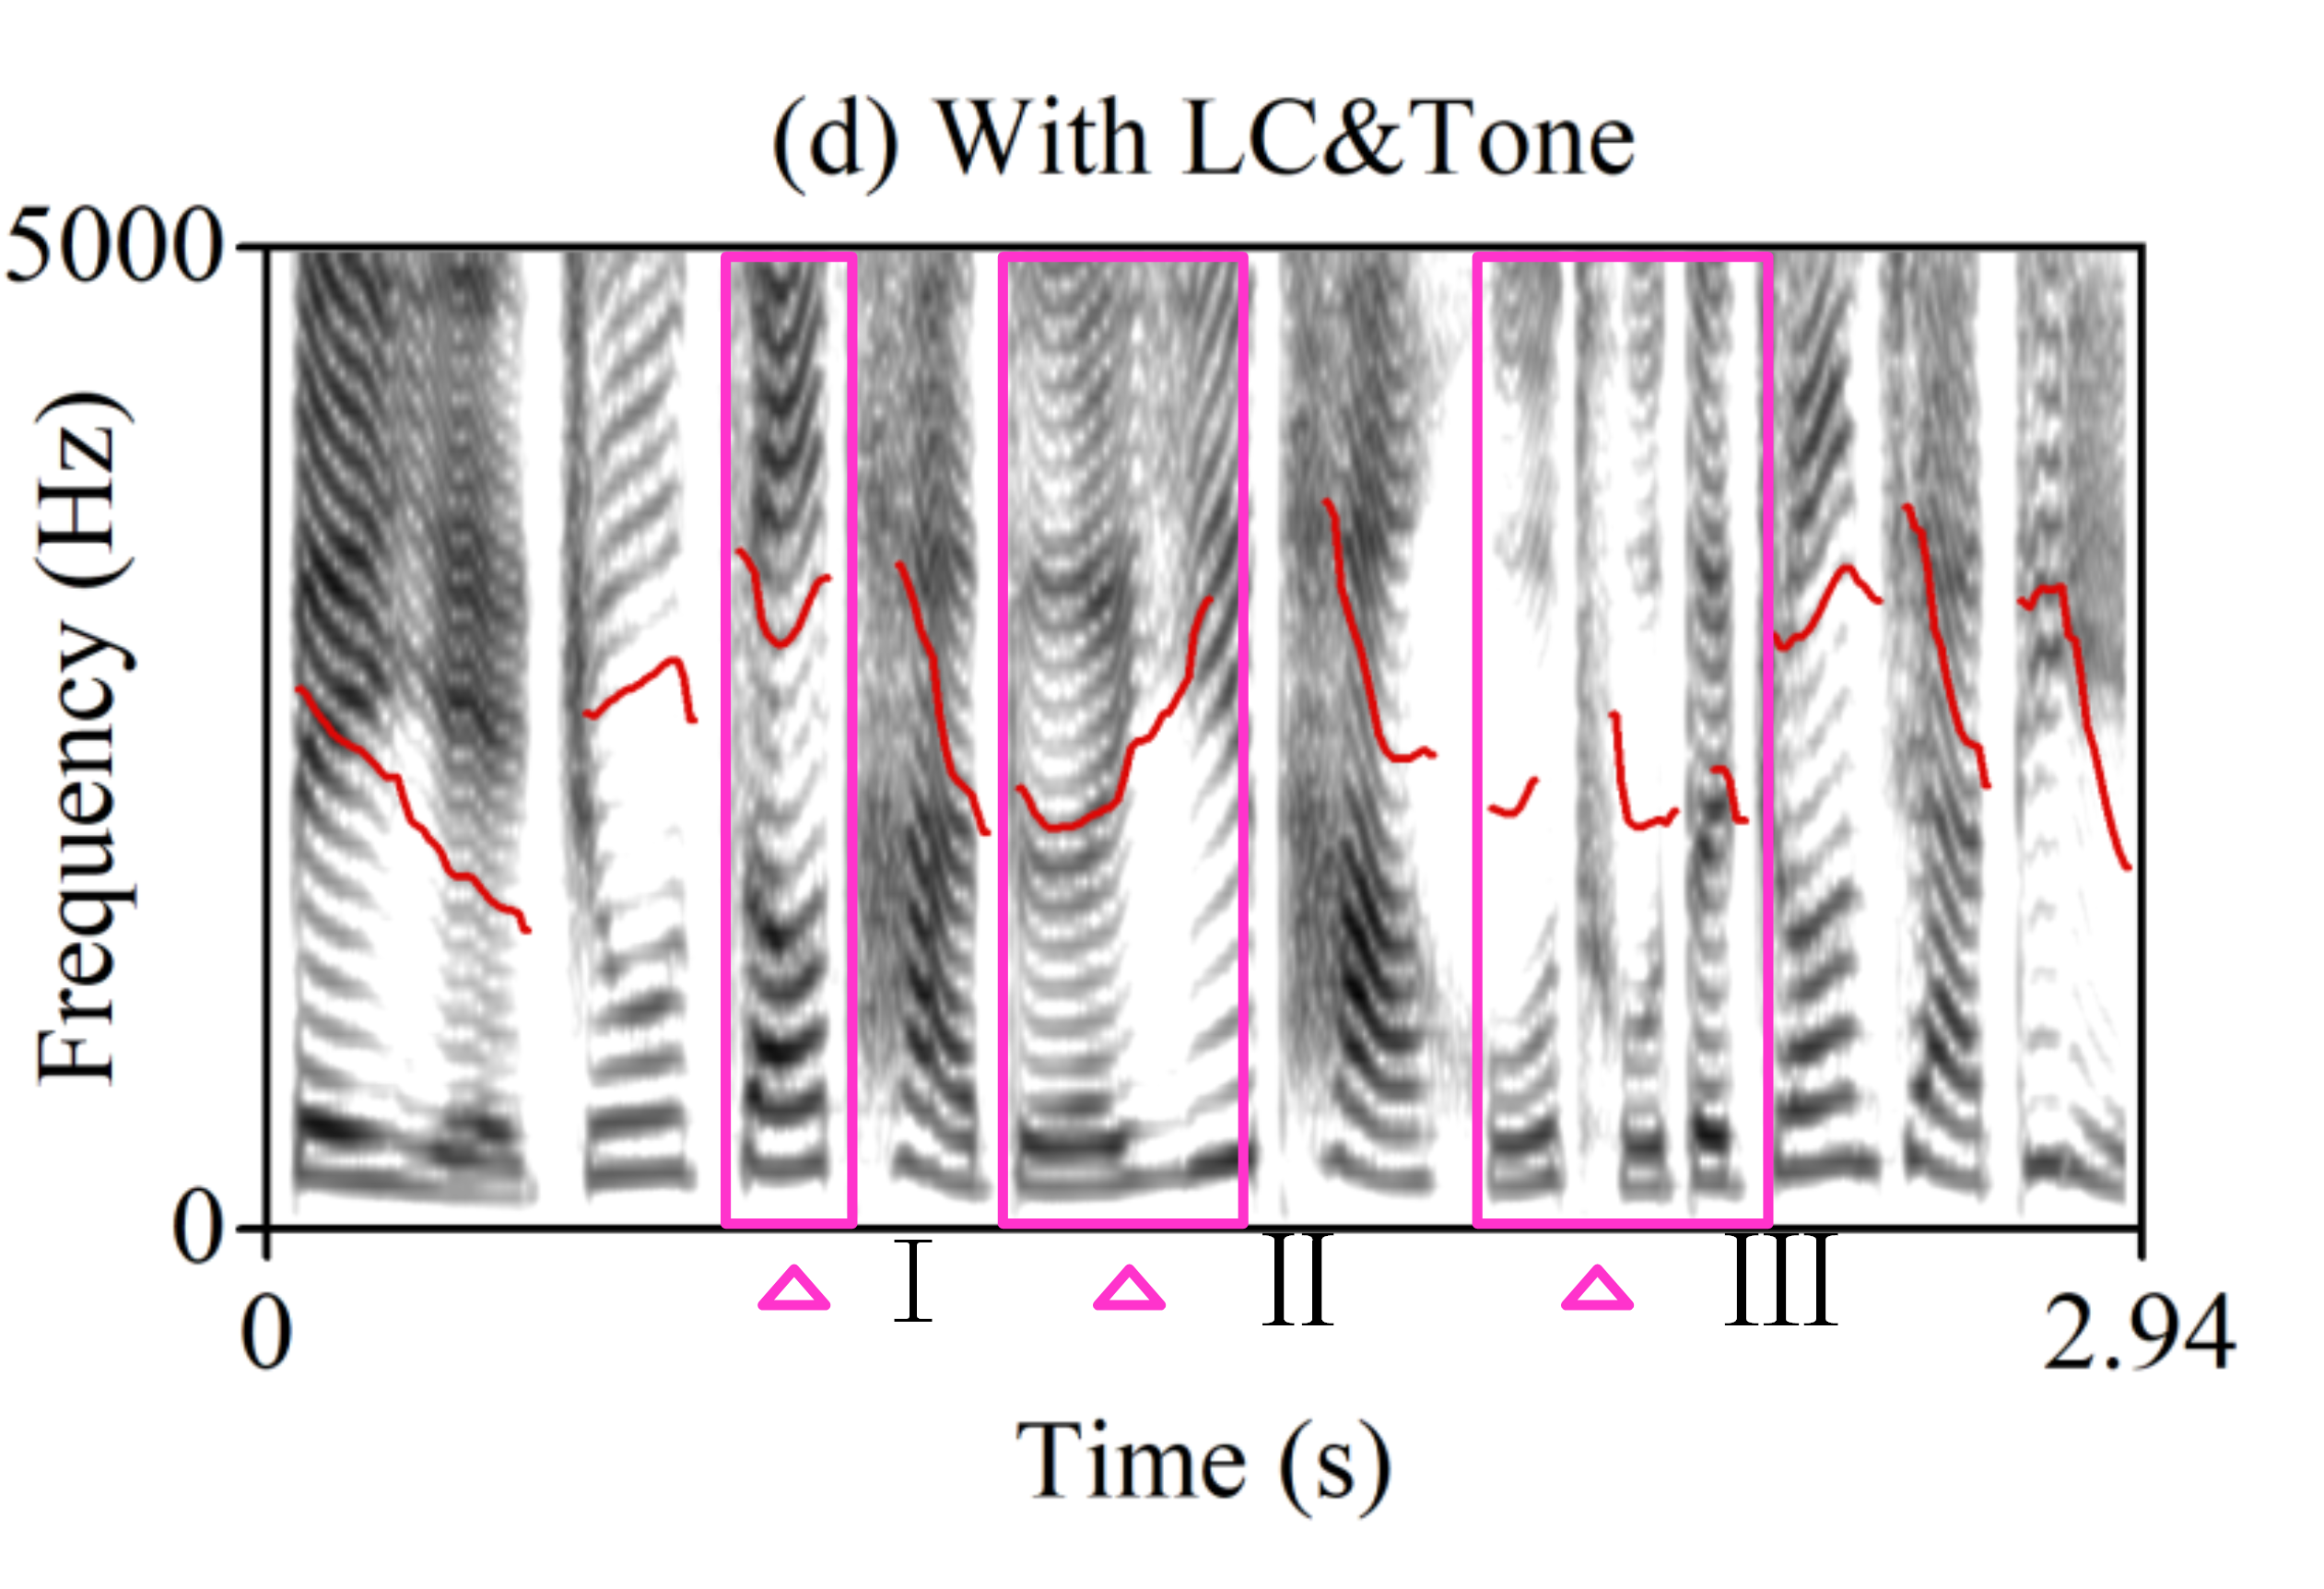 (d) With LC&Tone
5000
Frequency (Hz)
0
I II III
0 2.94
Time (s)